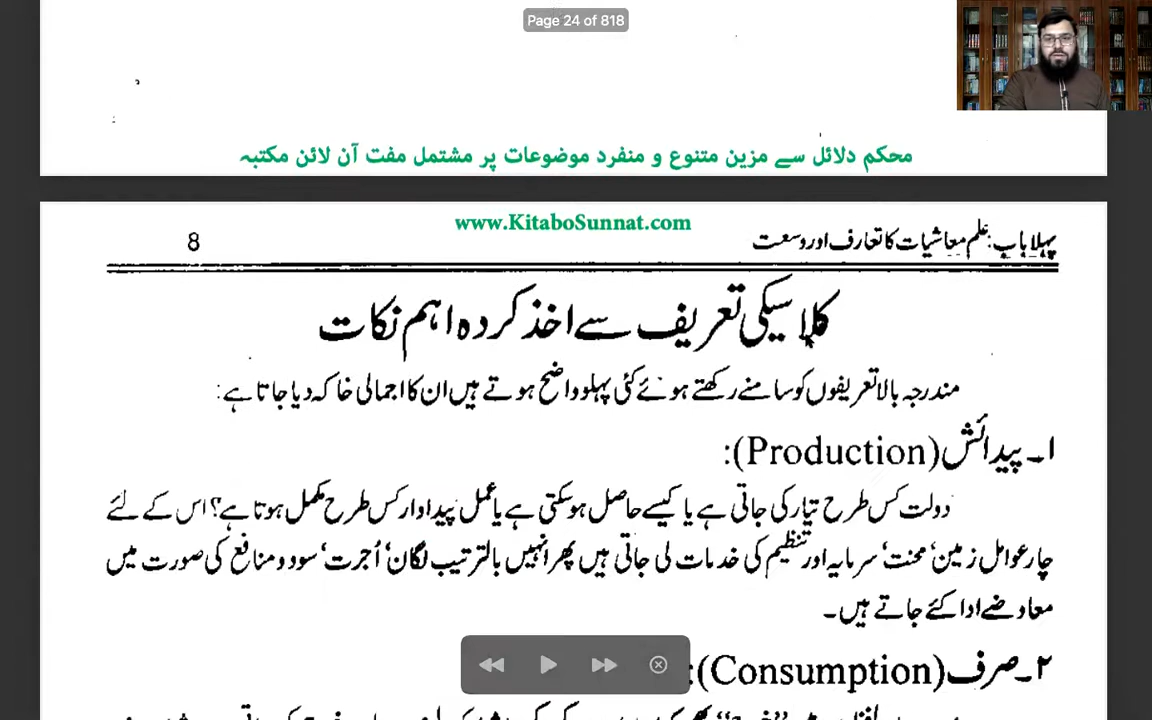 Page 24 of 818
محکم دلائل سے مزین متنوع و منفرد موضوعات پر مشتمل مفت آن لائن مکتبہ
www.KitaboSunnat.com
پہلا باب: علم معاشیات کا تعارف اور وسعت
8
کلاسیکی تعریف سے اخذ کردہ اہم نکات
مندرجہ بالا تعریفوں کو سامنے رکھتے ہوئے کئی پہلو واضح ہوتے ہیں ان کا اجمالی خاکہ دیا جاتا ہے:
۱۔ پیدائش (Production):
دولت کس طرح تیار کی جاتی ہے یا کیسے حاصل ہو سکتی ہے یا عمل پیداوار کس طرح مکمل ہوتا ہے؟ اس کے لئے
چار عوامل زمین‘ محنت‘ سرمایہ اور تنظیم کی خدمات لی جاتی ہیں پھر انہیں بالترتیب لگان‘ اُجرت‘ سود و منافع کی صورت میں
معاوضے ادا کئے جاتے ہیں۔
۲۔ صرف (Consumption):